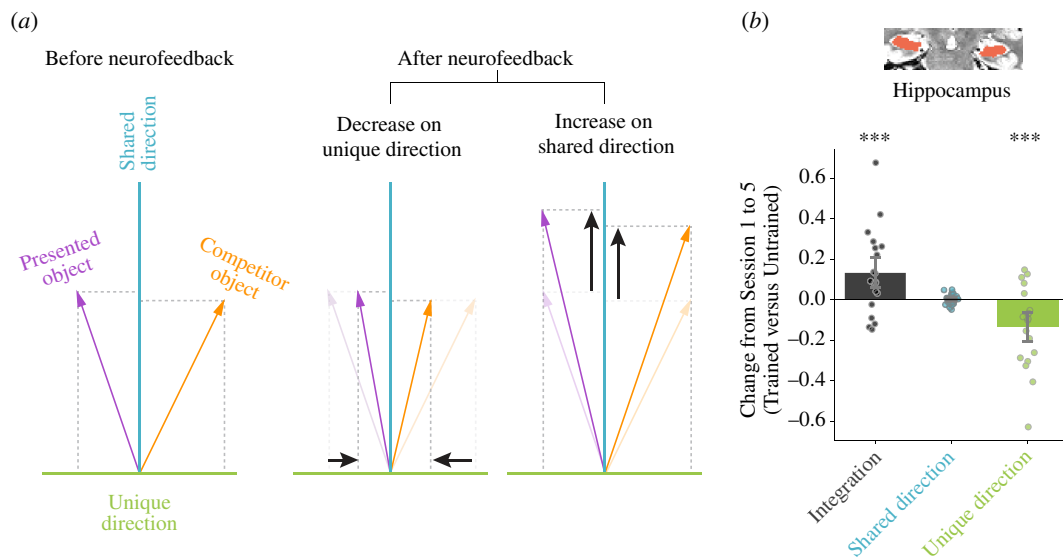 (a)
Before neurofeedback
After neurofeedback
Decrease on
unique direction
Increase on
shared direction
Shared
direction
Presented
object
Competitor
object
Unique
direction
(b)
Hippocampus
***
***
Change from Session 1 to 5
(Trained versus Untrained)
0.6
0.4
0.2
0.0
−0.2
−0.4
−0.6
Integration
Shared direction
Unique direction